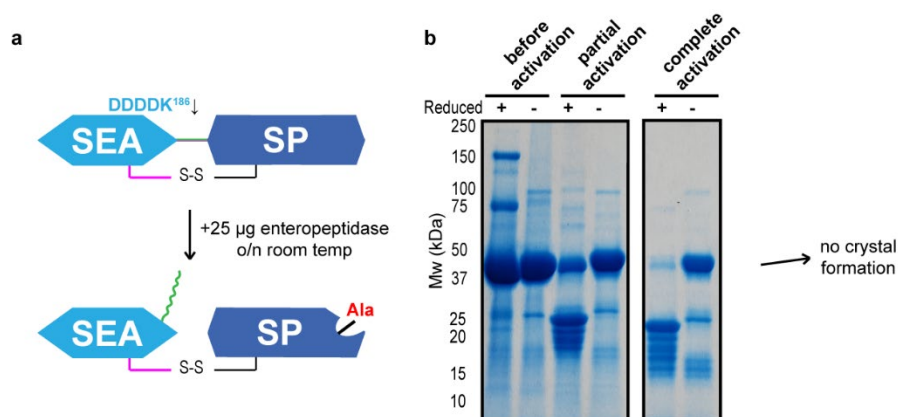 a
DDDDK186↓
SEA
SP
S-S
+25 µg enteropeptidase
o/n room temp
SEA
SP
Ala
S-S
b
before
activation
partial
activation
complete
activation
Reduced + - + - + -
250
150
100
75
50
37
25
20
15
10
Mw (kDa)
no crystal
formation